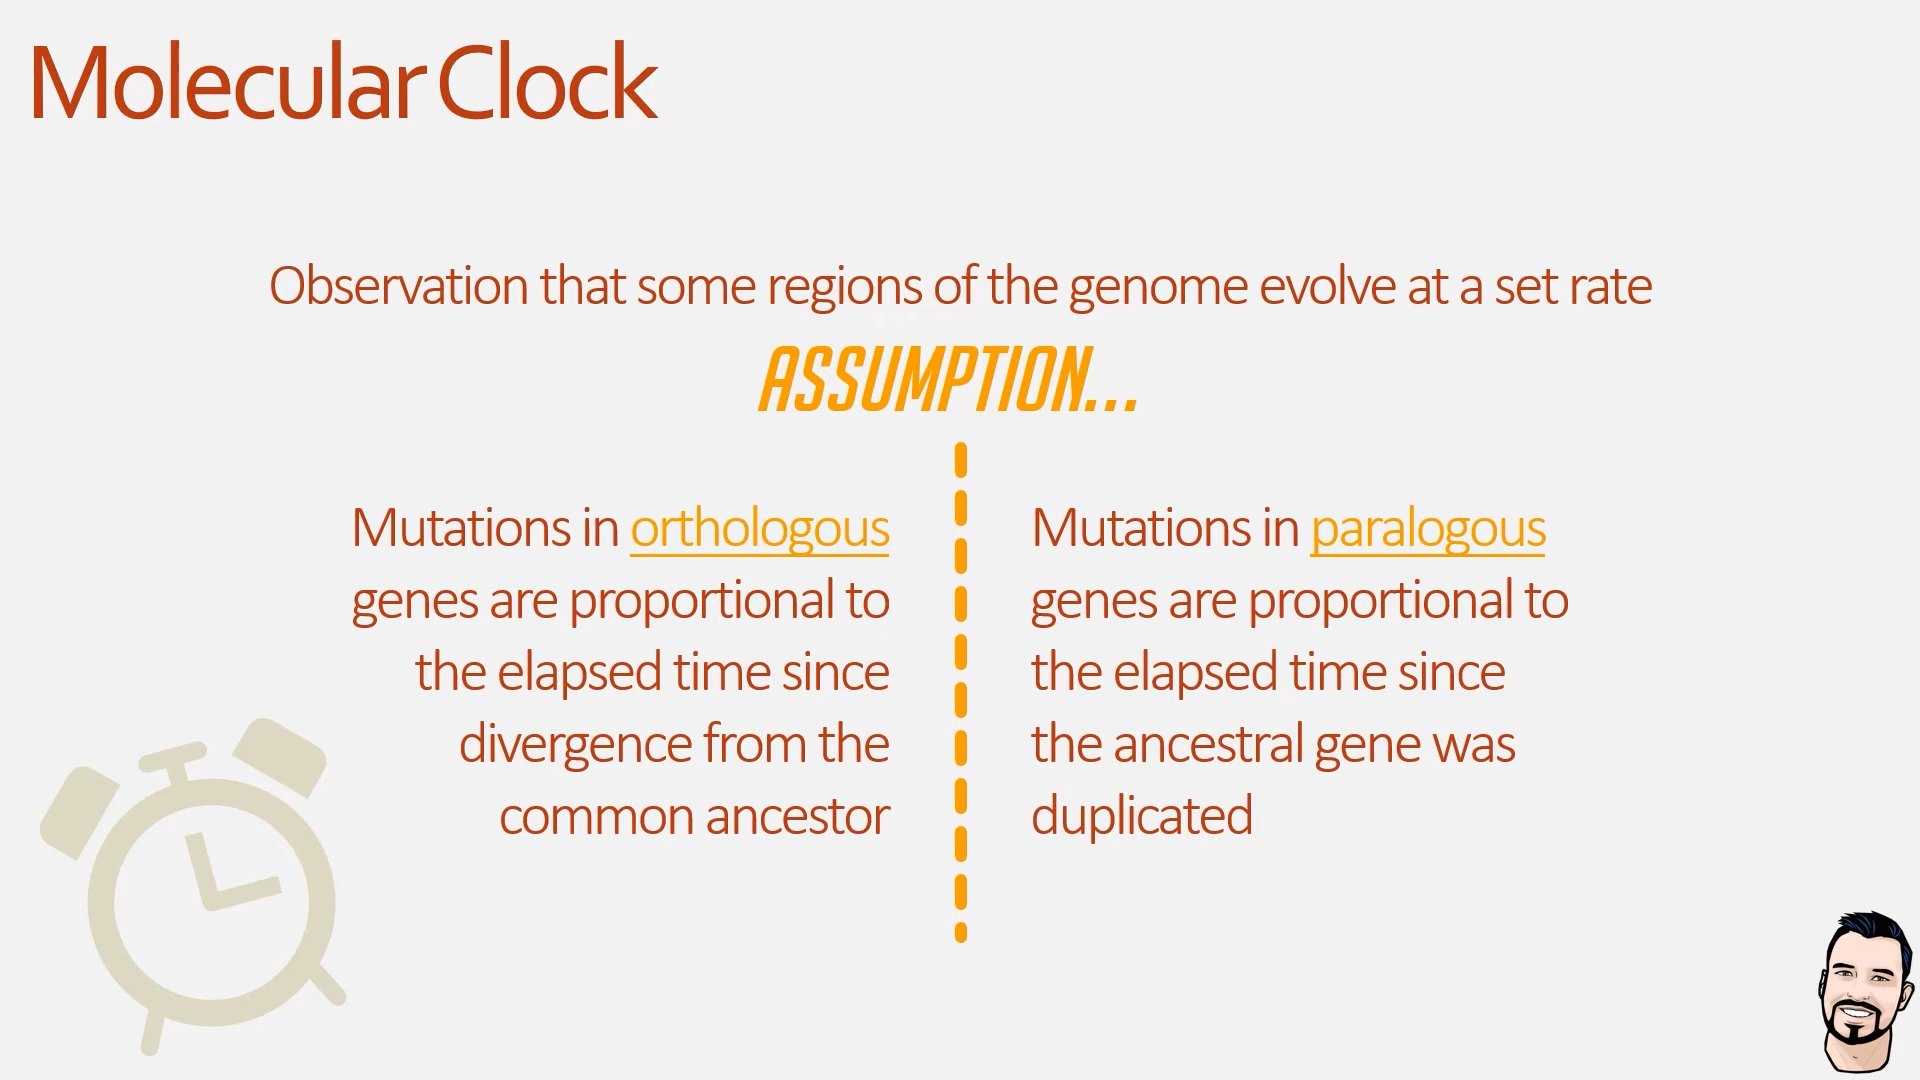 Molecular Clock
Observation that some regions of the genome evolve at a set rate
ASSUMPTION...
Mutations in orthologous
genes are proportional to
the elapsed time since
divergence from the
common ancestor
Mutations in paralogous
genes are proportional to
the elapsed time since
the ancestral gene was
duplicated